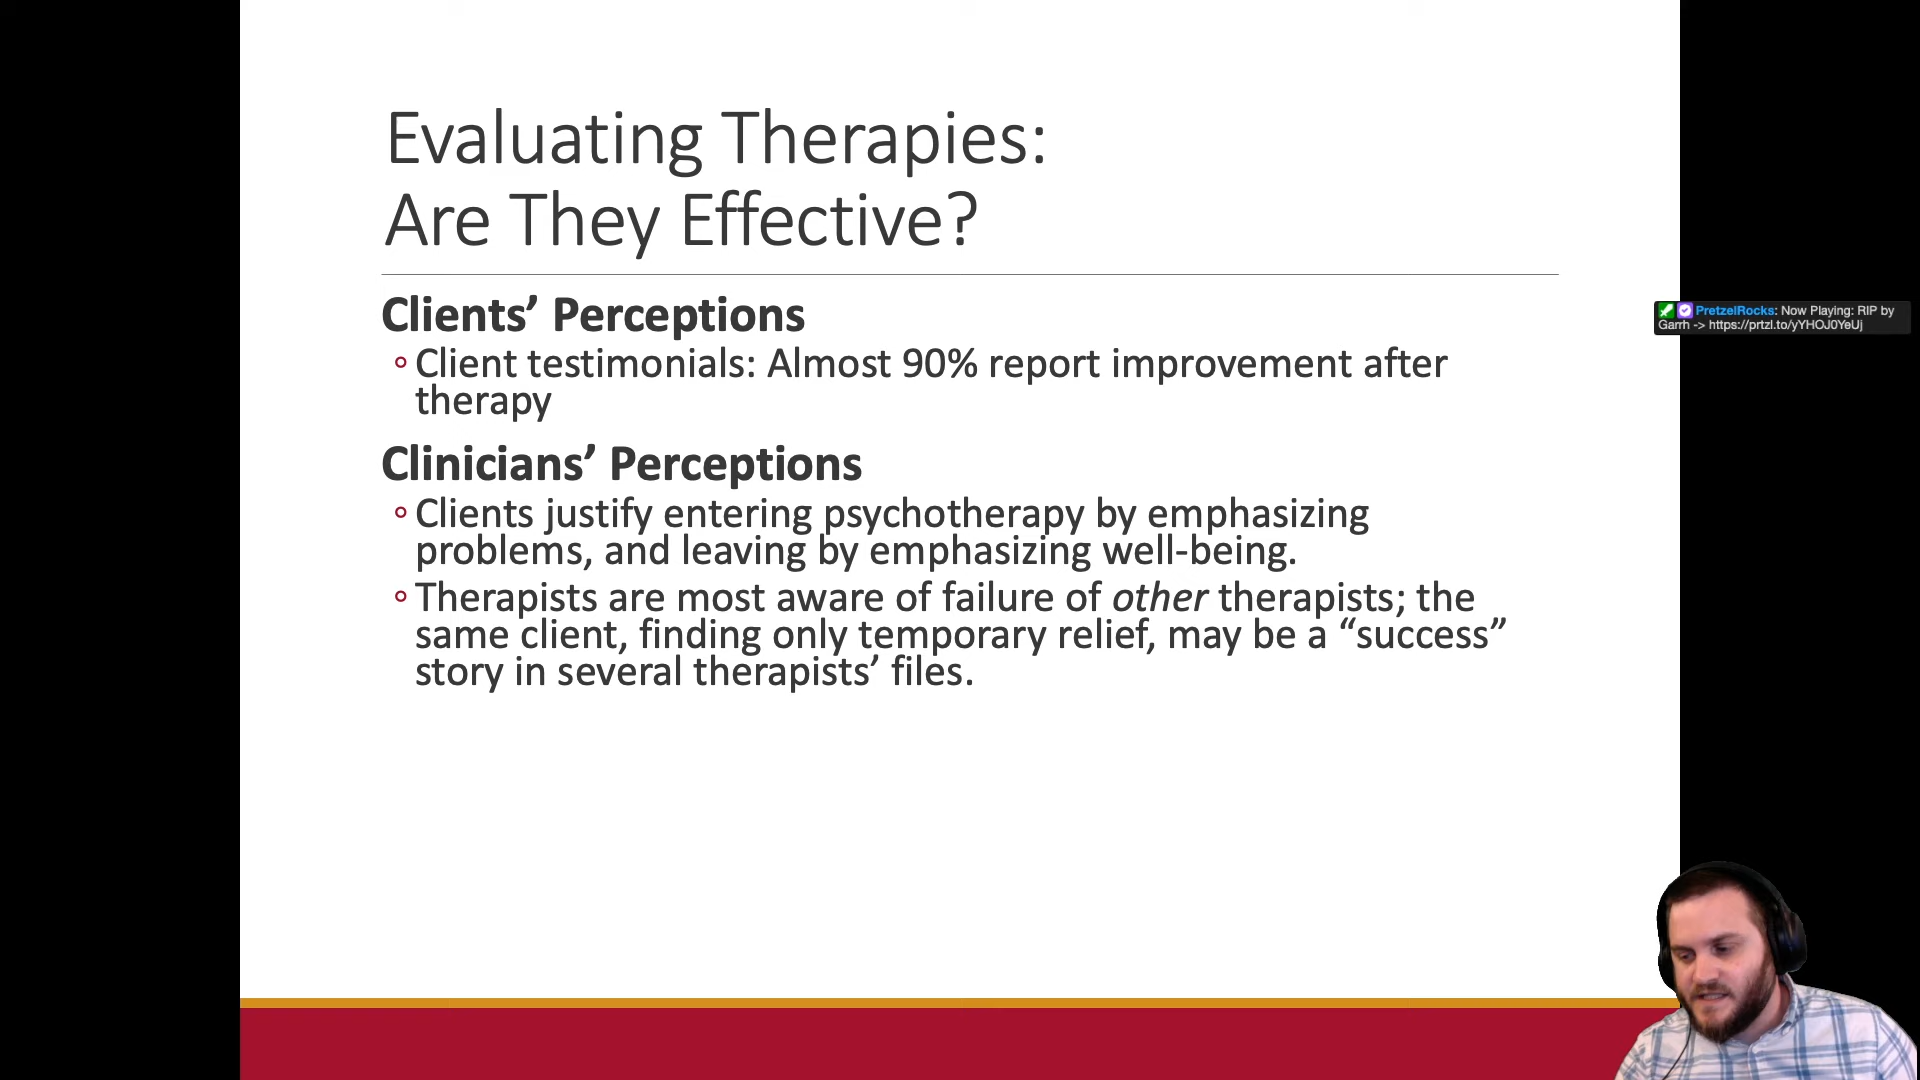 Evaluating Therapies:
Are They Effective?
Clients’ Perceptions
Client testimonials: Almost 90% report improvement after
therapy
Clinicians’ Perceptions
Clients justify entering psychotherapy by emphasizing
problems, and leaving by emphasizing well-being.
Therapists are most aware of failure of other therapists; the
same client, finding only temporary relief, may be a “success”
story in several therapists’ files.
PretzelRocks: Now Playing: RIP by
Garrh -> https://prtzl.to/yYHOJ0YeUj